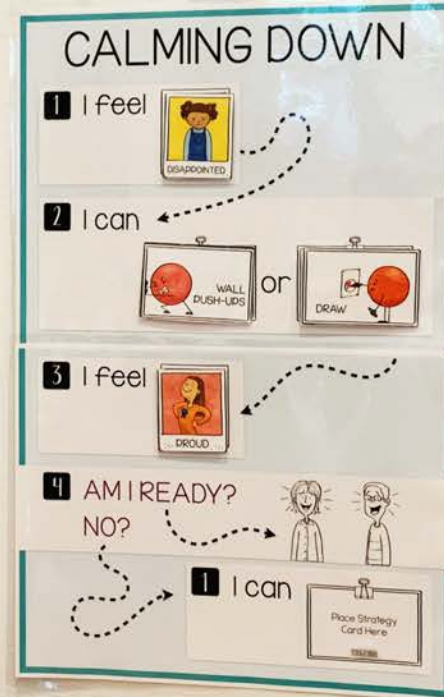 CALMING DOWN
1 I feel
DISAPPOINTED
2 I can
WALL
PUSH-UPS
or
DRAW
3 I feel
PROUD
4 AM I READY?
NO?
1 I can
Place Strategy
Card Here